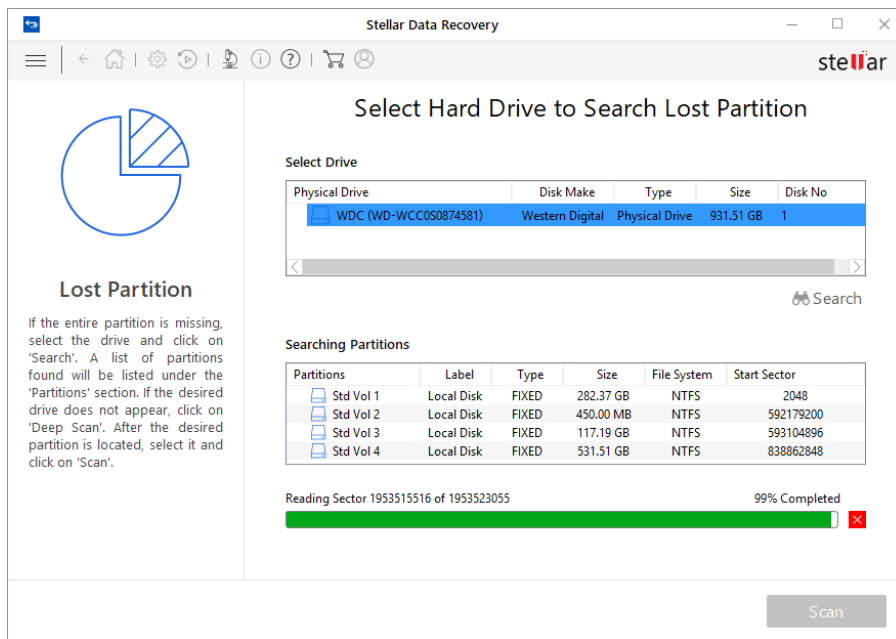 Stellar Data Recovery
stellar
Select Hard Drive to Search Lost Partition
Select Drive
Physical Drive Disk Make Type Size Disk No
WDC (WD-WCC0S0874581) Western Digital Physical Drive 931.51 GB 1
Search
Lost Partition
If the entire partition is missing,
select the drive and click on
'Search'. A list of partitions
found will be listed under the
'Partitions' section. If the desired
drive does not appear, click on
'Deep Scan'. After the desired
partition is located, select it and
click on 'Scan'.
Searching Partitions
Partitions Label Type Size File System Start Sector
Std Vol 1 Local Disk FIXED 282.37 GB NTFS 2048
Std Vol 2 Local Disk FIXED 450.00 MB NTFS 592179200
Std Vol 3 Local Disk FIXED 117.19 GB NTFS 593104896
Std Vol 4 Local Disk FIXED 531.51 GB NTFS 838862848
Reading Sector 1953515516 of 1953523055 99% Completed
Scan